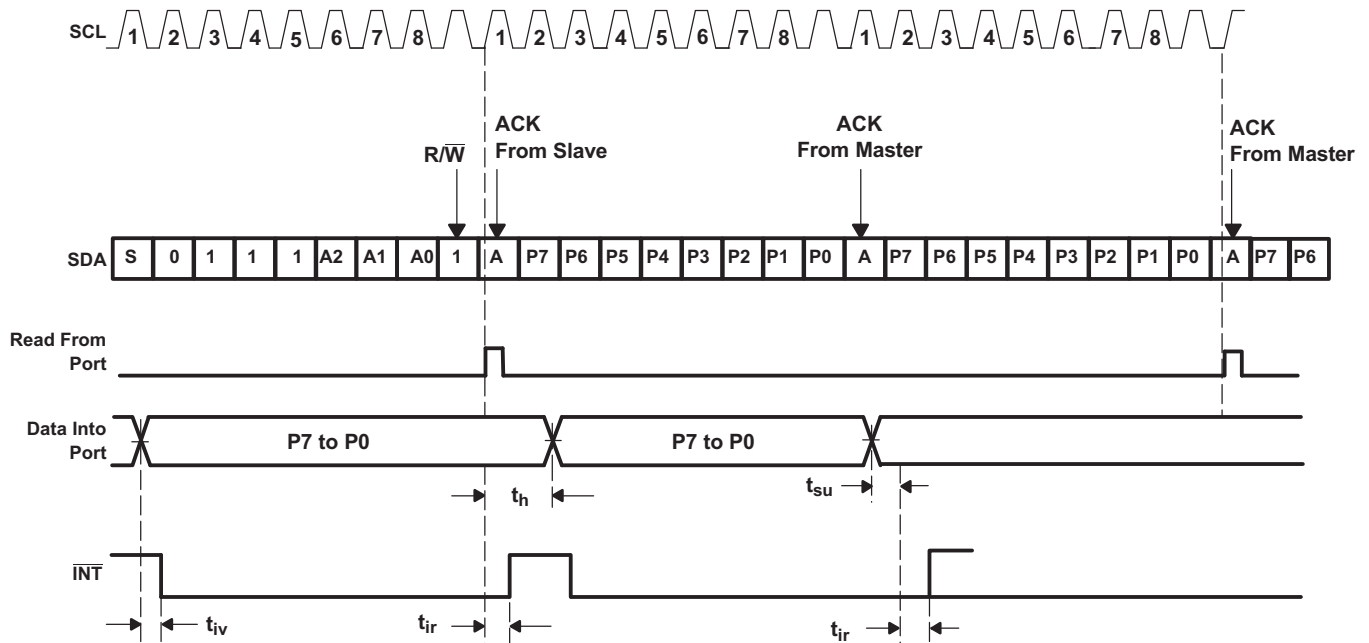 SCL 1 2 3 4 5 6 7 8 1 2 3 4 5 6 7 8 1 2 3 4 5 6 7 8
ACK
From Slave
ACK
From Master
ACK
From Master
R/W̅
SDA S 0 1 1 1 A2 A1 A0 1 A P7 P6 P5 P4 P3 P2 P1 P0 A P7 P6 P5 P4 P3 P2 P1 P0 A P7 P6
Read From
Port
Data Into
Port
P7 to P0
P7 to P0
th
tsu
I̅N̅T̅
tiv
tir
tir